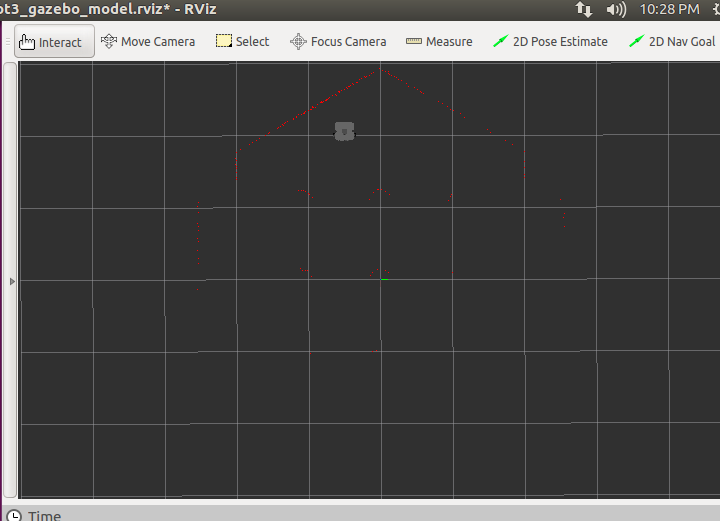 ot3_gazebo_model.rviz* - RViz 10:28 PM
Interact Move Camera Select Focus Camera Measure 2D Pose Estimate 2D Nav Goal
Time